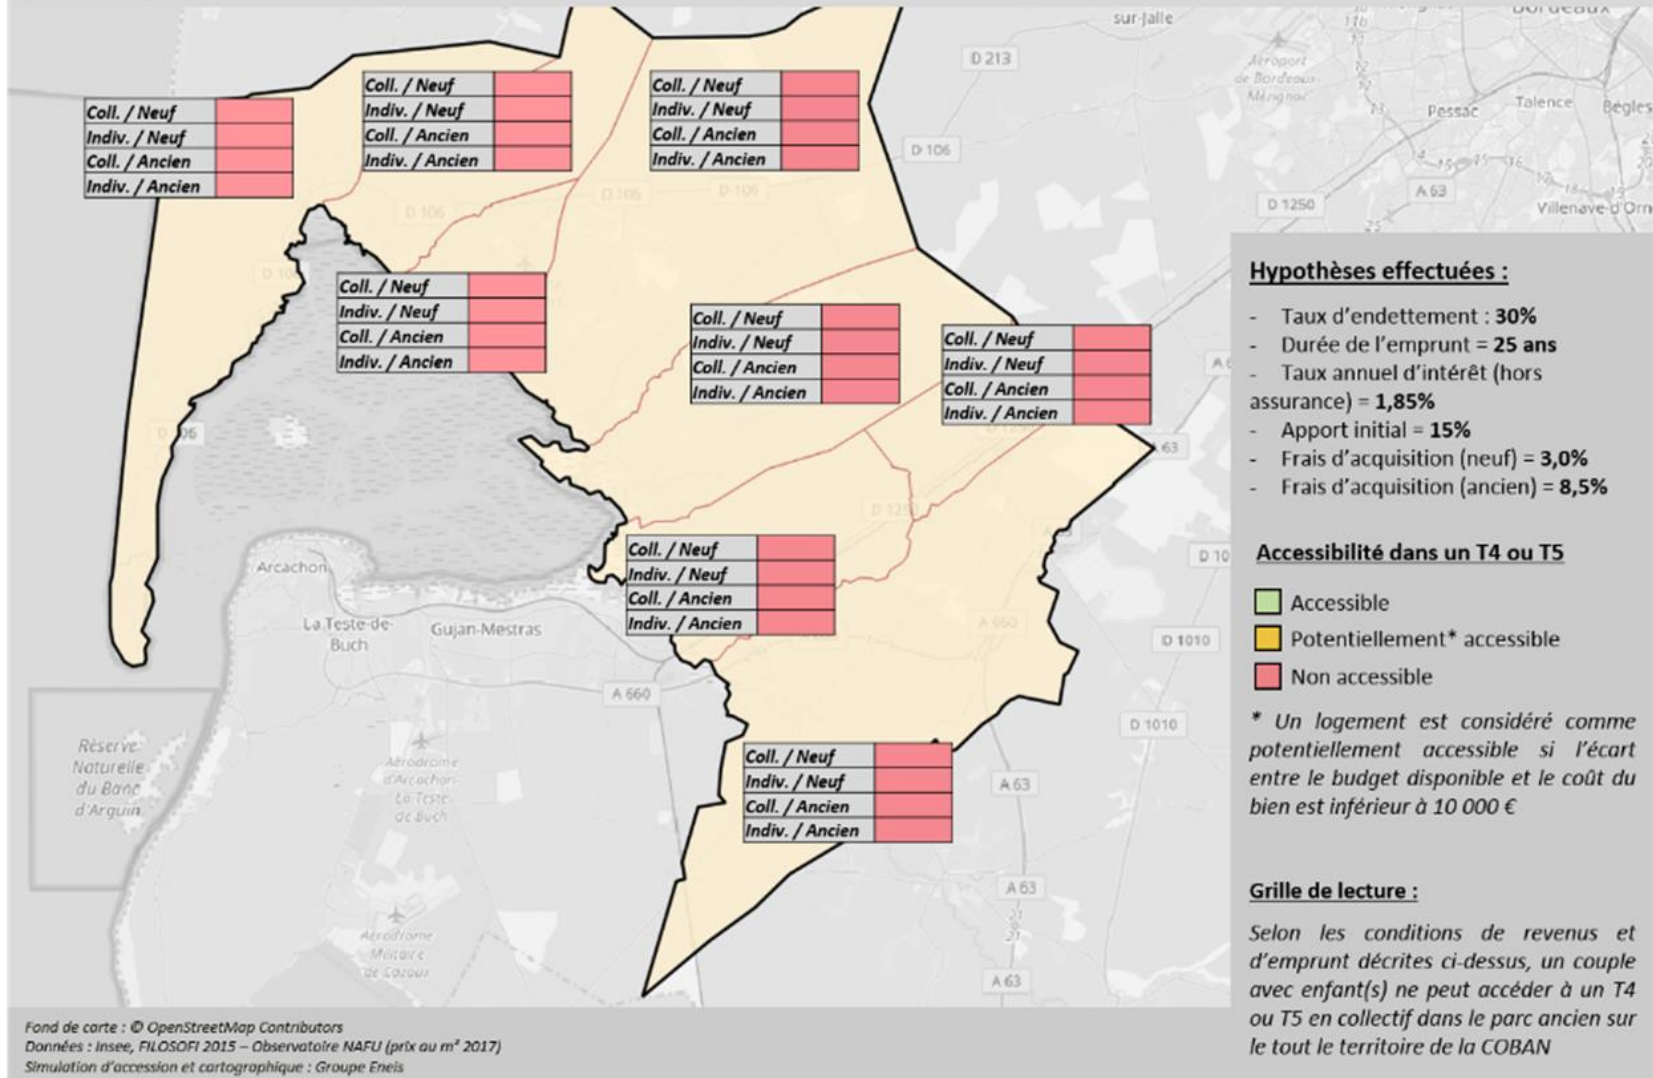 sur-Jalle
Bordeaux
D 213
Aéroport
de Bordeaux-
Mérignac
Pessac
Talence
Bègles
D 106
A 63
D 1250
Villenave-d'Orn
Coll. / Neuf
Indiv. / Neuf
Coll. / Ancien
Indiv. / Ancien
Coll. / Neuf
Indiv. / Neuf
Coll. / Ancien
Indiv. / Ancien
Coll. / Neuf
Indiv. / Neuf
Coll. / Ancien
Indiv. / Ancien
D 106
D 106
D 106
Coll. / Neuf
Indiv. / Neuf
Coll. / Ancien
Indiv. / Ancien
Coll. / Neuf
Indiv. / Neuf
Coll. / Ancien
Indiv. / Ancien
Coll. / Neuf
Indiv. / Neuf
Coll. / Ancien
Indiv. / Ancien
Coll. / Neuf
Indiv. / Neuf
Coll. / Ancien
Indiv. / Ancien
Arcachon
La Teste-de-
Buch
Gujan-Mestras
A 660
A 660
D 1010
D 1010
Réserve
Naturelle
du Banc
d'Arguin
Aérodrome
d'Arcachon-
La Teste-
de-Buch
Coll. / Neuf
Indiv. / Neuf
Coll. / Ancien
Indiv. / Ancien
A 63
A 63
A 63
Aérodrome
Militaire
de Cazaux
Hypothèses effectuées :
- Taux d'endettement : 30%
- Durée de l'emprunt = 25 ans
- Taux annuel d'intérêt (hors
assurance) = 1,85%
- Apport initial = 15%
- Frais d'acquisition (neuf) = 3,0%
- Frais d'acquisition (ancien) = 8,5%
Accessibilité dans un T4 ou T5
Accessible
Potentiellement* accessible
Non accessible
* Un logement est considéré comme
potentiellement accessible si l'écart
entre le budget disponible et le coût du
bien est inférieur à 10 000 €
Grille de lecture :
Selon les conditions de revenus et
d'emprunt décrites ci-dessus, un couple
avec enfant(s) ne peut accéder à un T4
ou T5 en collectif dans le parc ancien sur
le tout le territoire de la COBAN
Fond de carte : © OpenStreetMap Contributors
Données : Insee, FILOSOFI 2015 – Observatoire NAFU (prix au m² 2017)
Simulation d'accession et cartographique : Groupe Eneis